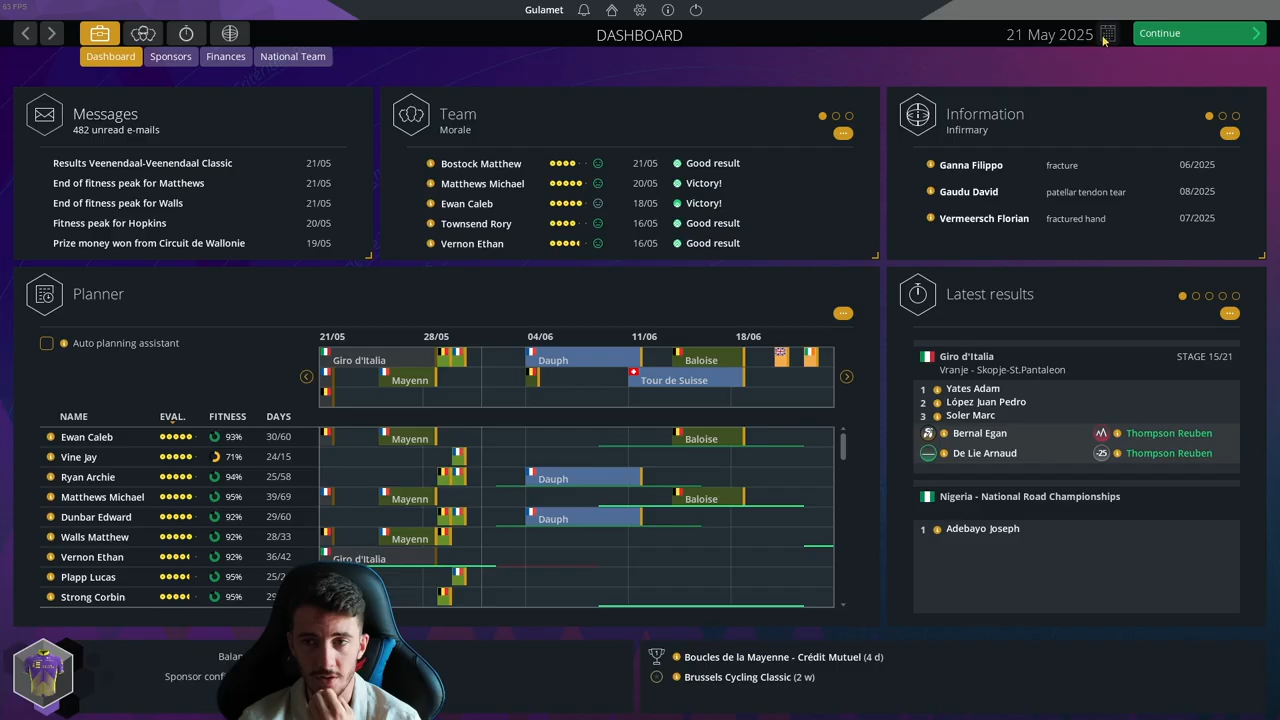 63 FPS
Gulamet
DASHBOARD
21 May 2025
Continue
Dashboard
Sponsors
Finances
National Team
Messages
482 unread e-mails
Results Veenendaal-Veenendaal Classic 21/05
End of fitness peak for Matthews 21/05
End of fitness peak for Walls 21/05
Fitness peak for Hopkins 20/05
Prize money won from Circuit de Wallonie 19/05
Team
Morale
Bostock Matthew 21/05 Good result
Matthews Michael 20/05 Victory!
Ewan Caleb 18/05 Victory!
Townsend Rory 16/05 Good result
Vernon Ethan 16/05 Good result
Information
Infirmary
Ganna Filippo fracture 06/2025
Gaudu David patellar tendon tear 08/2025
Vermeersch Florian fractured hand 07/2025
Planner
Auto planning assistant
21/05 28/05 04/06 11/06 18/06
Giro d'Italia Dauph Baloise
Mayenn Tour de Suisse
NAME EVAL. FITNESS DAYS
Ewan Caleb 93% 30/60 Mayenn Baloise
Vine Jay 71% 24/15
Ryan Archie 94% 25/58 Dauph
Matthews Michael 95% 39/69 Mayenn Baloise
Dunbar Edward 92% 29/60 Dauph
Walls Matthew 92% 28/33 Mayenn
Vernon Ethan 92% 36/42 Giro d'Italia
Plapp Lucas 95% 25/2
Strong Corbin 95% 29
Latest results
Giro d'Italia STAGE 15/21
Vranje - Skopje-St.Pantaleon
1 Yates Adam
2 López Juan Pedro
3 Soler Marc
Bernal Egan Thompson Reuben
De Lie Arnaud -25 Thompson Reuben
Nigeria - National Road Championships
1 Adebayo Joseph
Balan
Sponsor conf
Boucles de la Mayenne - Crédit Mutuel (4 d)
Brussels Cycling Classic (2 w)